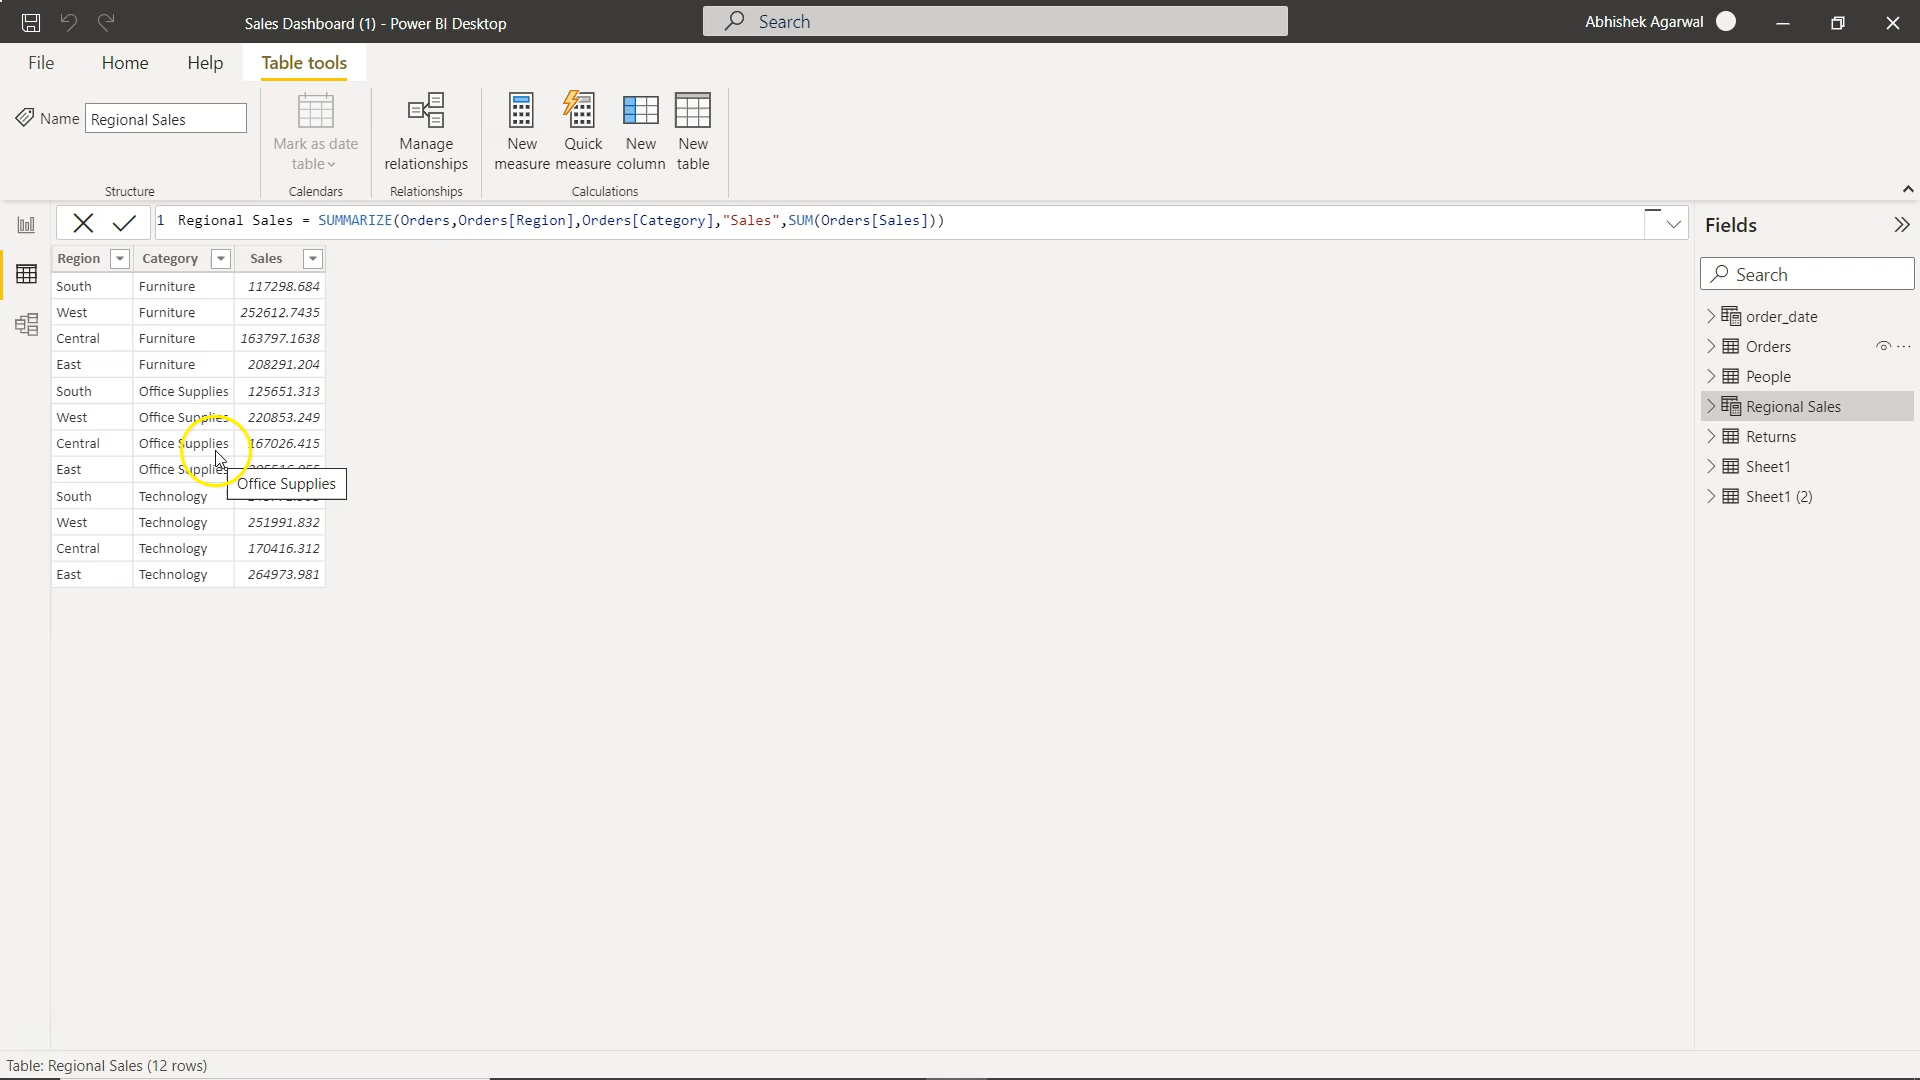 Sales Dashboard (1) - Power BI Desktop
Search
Abhishek Agarwal
File Home Help Table tools
Name Regional Sales
Mark as date table
Manage relationships
New measure
Quick measure
New column
New table
Structure Calendars Relationships Calculations
1 Regional Sales = SUMMARIZE(Orders,Orders[Region],Orders[Category],"Sales",SUM(Orders[Sales]))
Region Category Sales
South Furniture 117298.684
West Furniture 252612.7435
Central Furniture 163797.1638
East Furniture 208291.204
South Office Supplies 125651.313
West Office Supplies 220853.249
Central Office Supplies 167026.415
East Office Supplies
Office Supplies
South Technology
West Technology 251991.832
Central Technology 170416.312
East Technology 264973.981
Fields
Search
order_date
Orders
People
Regional Sales
Returns
Sheet1
Sheet1 (2)
Table: Regional Sales (12 rows)